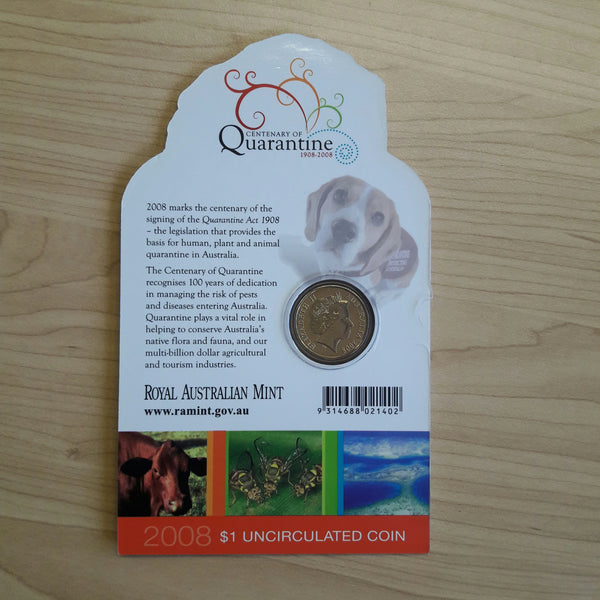 CENTENARY OF
Quarantine
1908-2008
2008 marks the centenary of the
signing of the Quarantine Act 1908
– the legislation that provides the
basis for human, plant and animal
quarantine in Australia.
The Centenary of Quarantine
recognises 100 years of dedication
in managing the risk of pests
and diseases entering Australia.
Quarantine plays a vital role in
helping to conserve Australia's
native flora and fauna, and our
multi-billion dollar agricultural
and tourism industries.
ELIZABETH II AUSTRALIA 2008
ROYAL AUSTRALIAN MINT
www.ramint.gov.au
9 314688 021402
2008 $1 UNCIRCULATED COIN